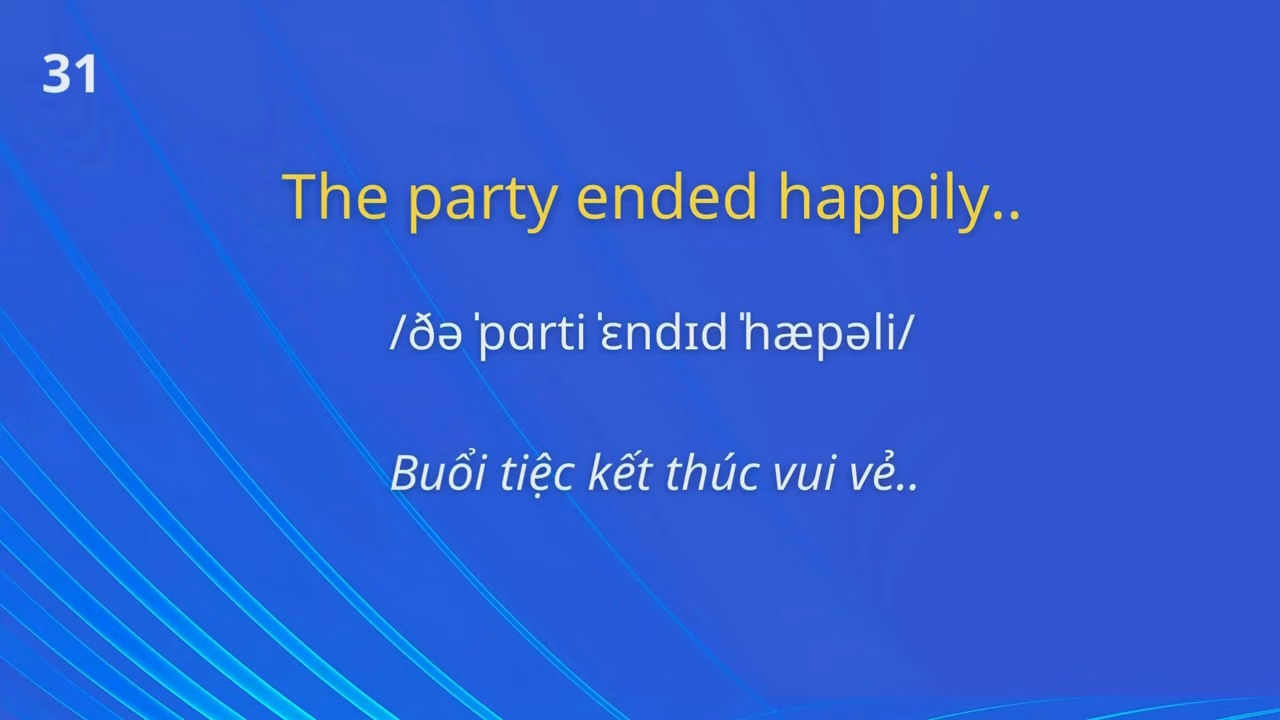 31
The party ended happily..
/ðə ˈpɑrti ˈɛndɪd ˈhæpəli/
Buổi tiệc kết thúc vui vẻ..